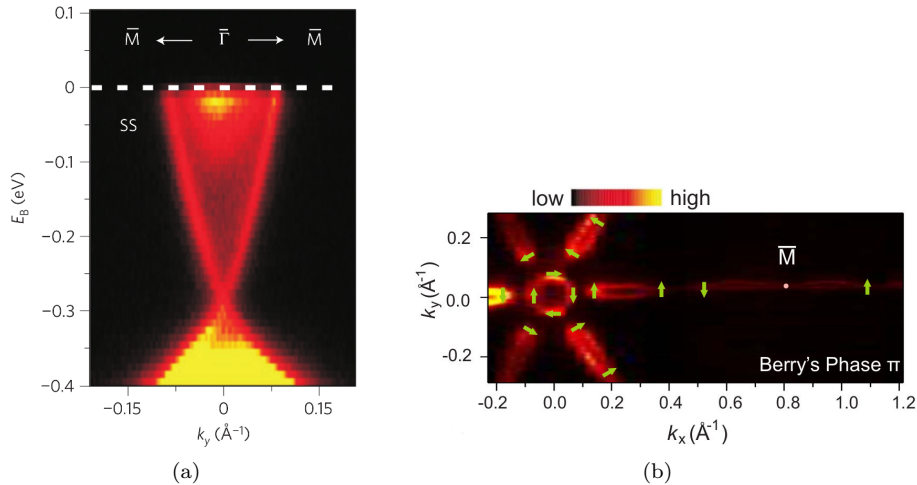 0.1
M̅ ← Γ̅ → M̅
0
SS
−0.1
E_B (eV)
−0.2
−0.3
−0.4
−0.15 0 0.15
k_y (Å⁻¹)
(a)
low high
0.2
M̅
k_y(Å⁻¹)
0.0
-0.2
Berry's Phase π
-0.2 0.0 0.2 0.4 0.6 0.8 1.0 1.2
k_x(Å⁻¹)
(b)